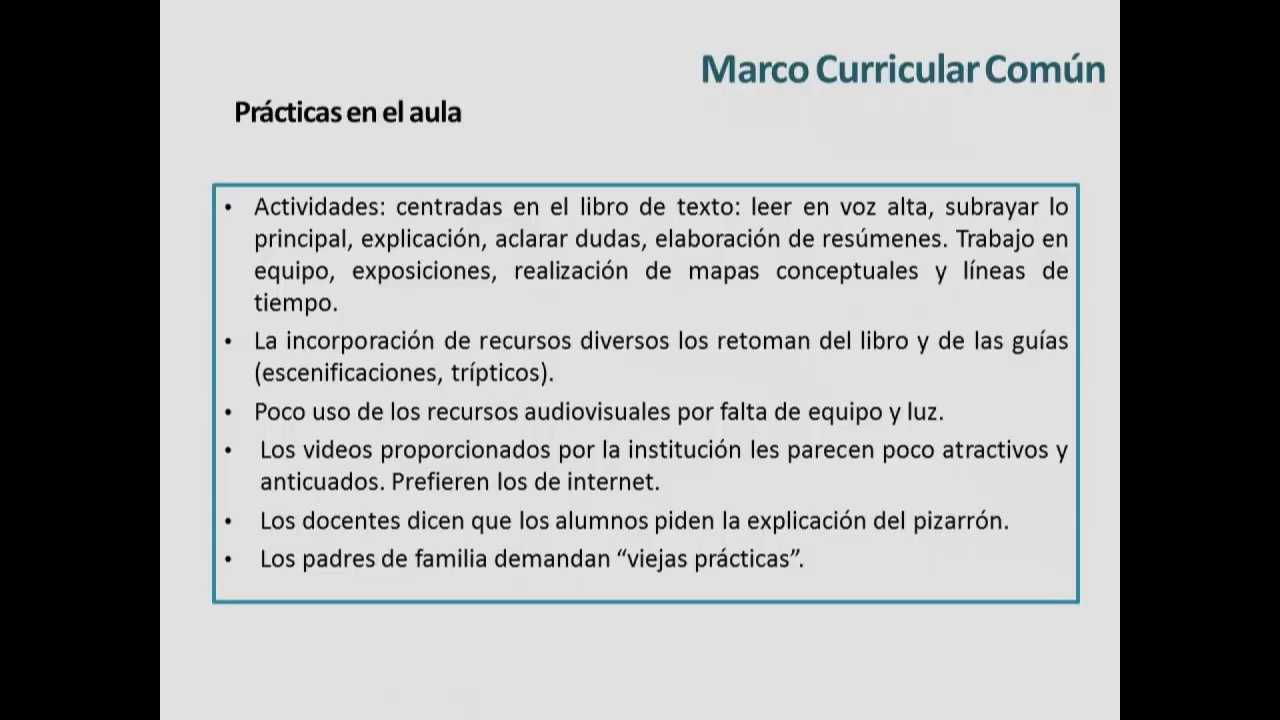 Marco Curricular Común
Prácticas en el aula
• Actividades: centradas en el libro de texto: leer en voz alta, subrayar lo
principal, explicación, aclarar dudas, elaboración de resúmenes. Trabajo en
equipo, exposiciones, realización de mapas conceptuales y líneas de
tiempo.
• La incorporación de recursos diversos los retoman del libro y de las guías
(escenificaciones, trípticos).
• Poco uso de los recursos audiovisuales por falta de equipo y luz.
• Los videos proporcionados por la institución les parecen poco atractivos y
anticuados. Prefieren los de internet.
• Los docentes dicen que los alumnos piden la explicación del pizarrón.
• Los padres de familia demandan “viejas prácticas”.